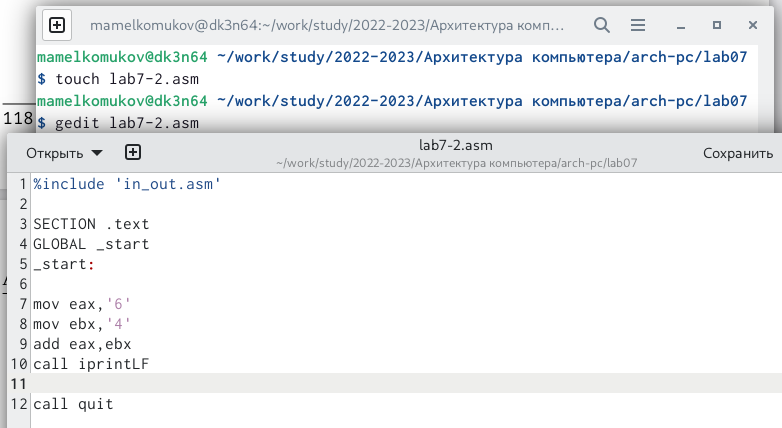 mamelkomukov@dk3n64:~/work/study/2022-2023/Архитектура комп…
mamelkomukov@dk3n64 ~/work/study/2022-2023/Архитектура компьютера/arch-pc/lab07
$ touch lab7-2.asm
mamelkomukov@dk3n64 ~/work/study/2022-2023/Архитектура компьютера/arch-pc/lab07
118
$ gedit lab7-2.asm
Открыть
lab7-2.asm
~/work/study/2022-2023/Архитектура компьютера/arch-pc/lab07
Сохранить
1 %include 'in_out.asm'
2
3 SECTION .text
4 GLOBAL _start
5 _start:
6
7 mov eax,'6'
8 mov ebx,'4'
9 add eax,ebx
10 call iprintLF
11
12 call quit